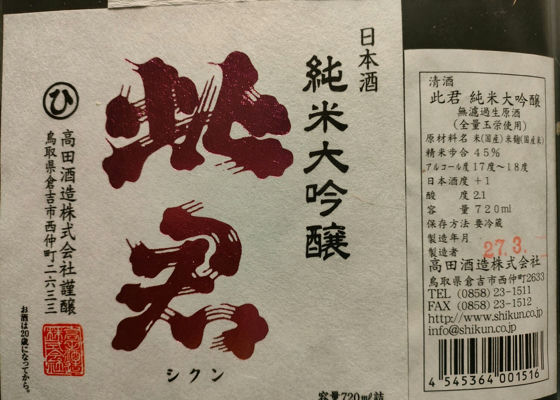 日本酒
純米大吟醸
此君
シクン
ひ
高田酒造株式会社謹醸
鳥取県倉吉市西仲町二六三三
お酒は20歳になってから。
容量720ml詰
清酒
此君 純米大吟醸
無濾過生原酒
(全量玉栄使用)
原材料名 米(国産)米麹(国産米)
精米歩合 45%
アルコール度 17度~18度
日本酒度 +1
酸 度 2.1
容 量 720ml
保存方法 要冷蔵
製造年月 27.3.
製造者
高田酒造株式会社
鳥取県倉吉市西仲町2633
TEL (0858) 23-1511
FAX (0858) 23-1512
http://www.shikun.co.jp
info@shikun.co.jp
4 545364 001516